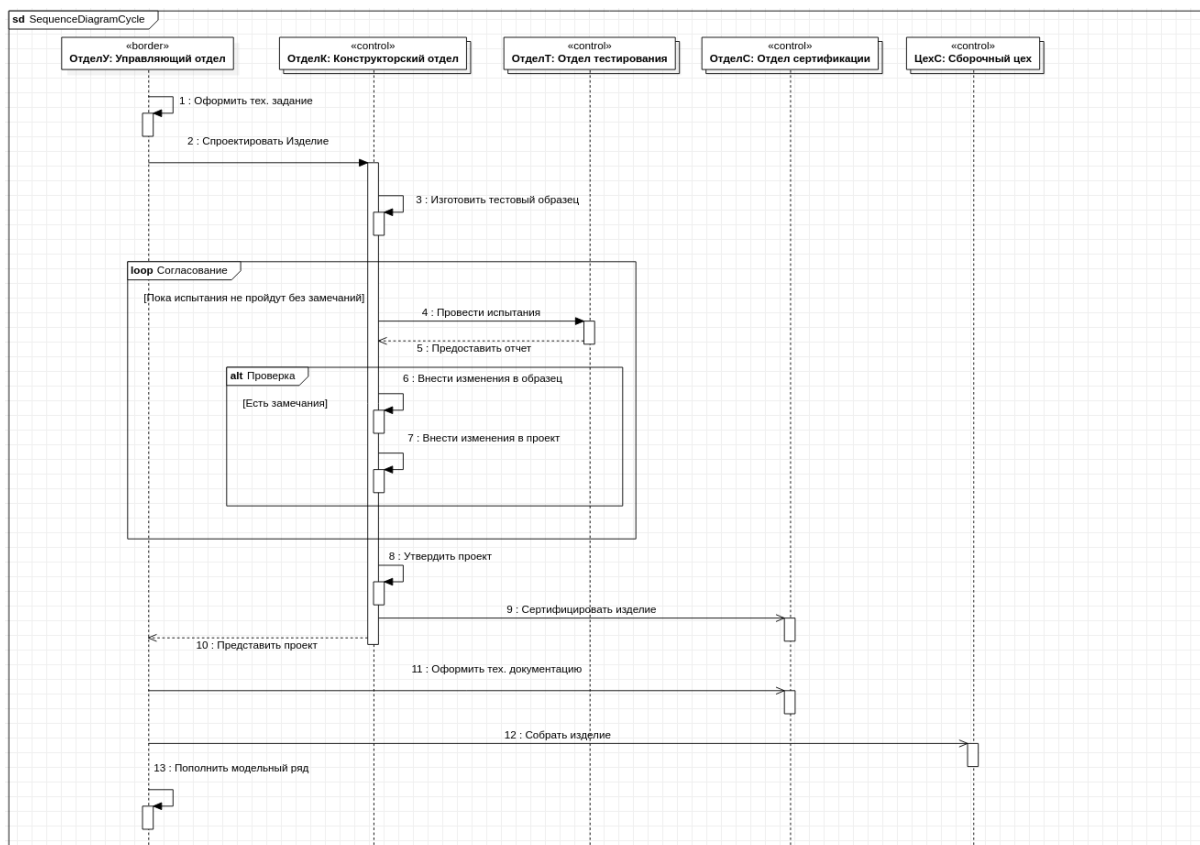 sd SequenceDiagramCycle
«border»
ОтделУ: Управляющий отдел
«control»
ОтделК: Конструкторский отдел
«control»
ОтделТ: Отдел тестирования
«control»
ОтделС: Отдел сертификации
«control»
ЦехС: Сборочный цех
1 : Оформить тех. задание
2 : Спроектировать Изделие
3 : Изготовить тестовый образец
loop Согласование
[Пока испытания не пройдут без замечаний]
4 : Провести испытания
5 : Предоставить отчет
alt Проверка
6 : Внести изменения в образец
[Есть замечания]
7 : Внести изменения в проект
8 : Утвердить проект
9 : Сертифицировать изделие
10 : Представить проект
11 : Оформить тех. документацию
12 : Собрать изделие
13 : Пополнить модельный ряд